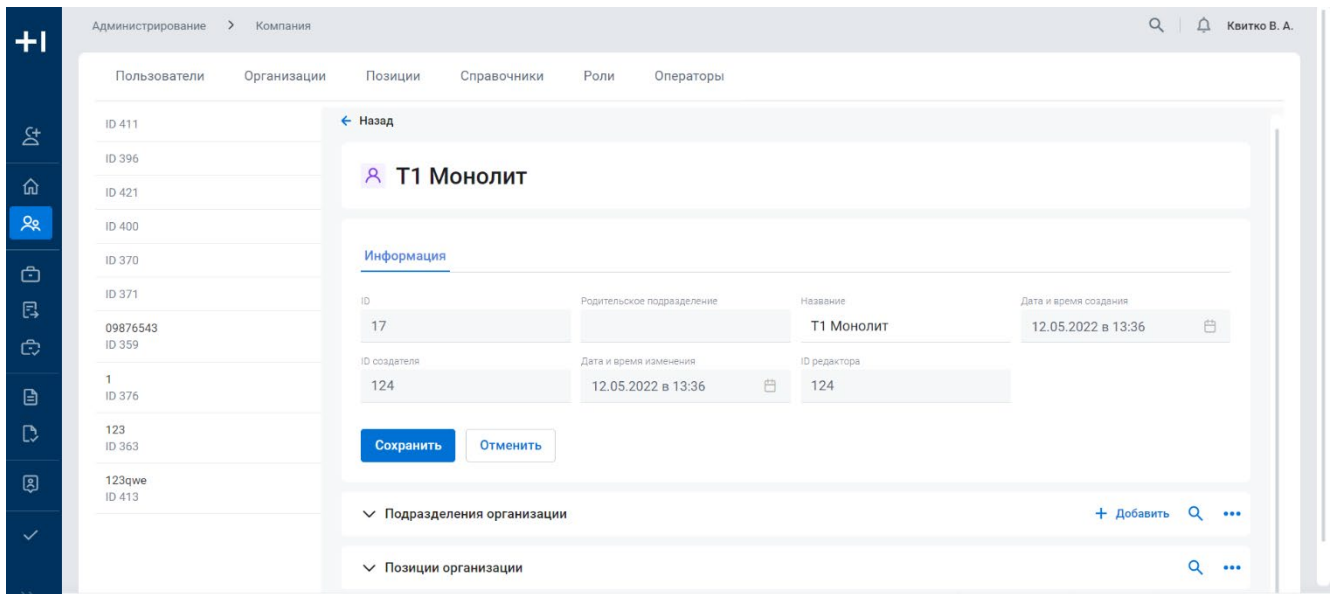 Администрирование > Компания
Квитко В. А.
Пользователи Организации Позиции Справочники Роли Операторы
ID 411
ID 396
ID 421
ID 400
ID 370
ID 371
09876543
ID 359
1
ID 376
123
ID 363
123qwe
ID 413
← Назад
Т1 Монолит
Информация
ID Родительское подразделение Название Дата и время создания
17 Т1 Монолит 12.05.2022 в 13:36
ID создателя Дата и время изменения ID редактора
124 12.05.2022 в 13:36 124
Сохранить Отменить
Подразделения организации + Добавить
Позиции организации